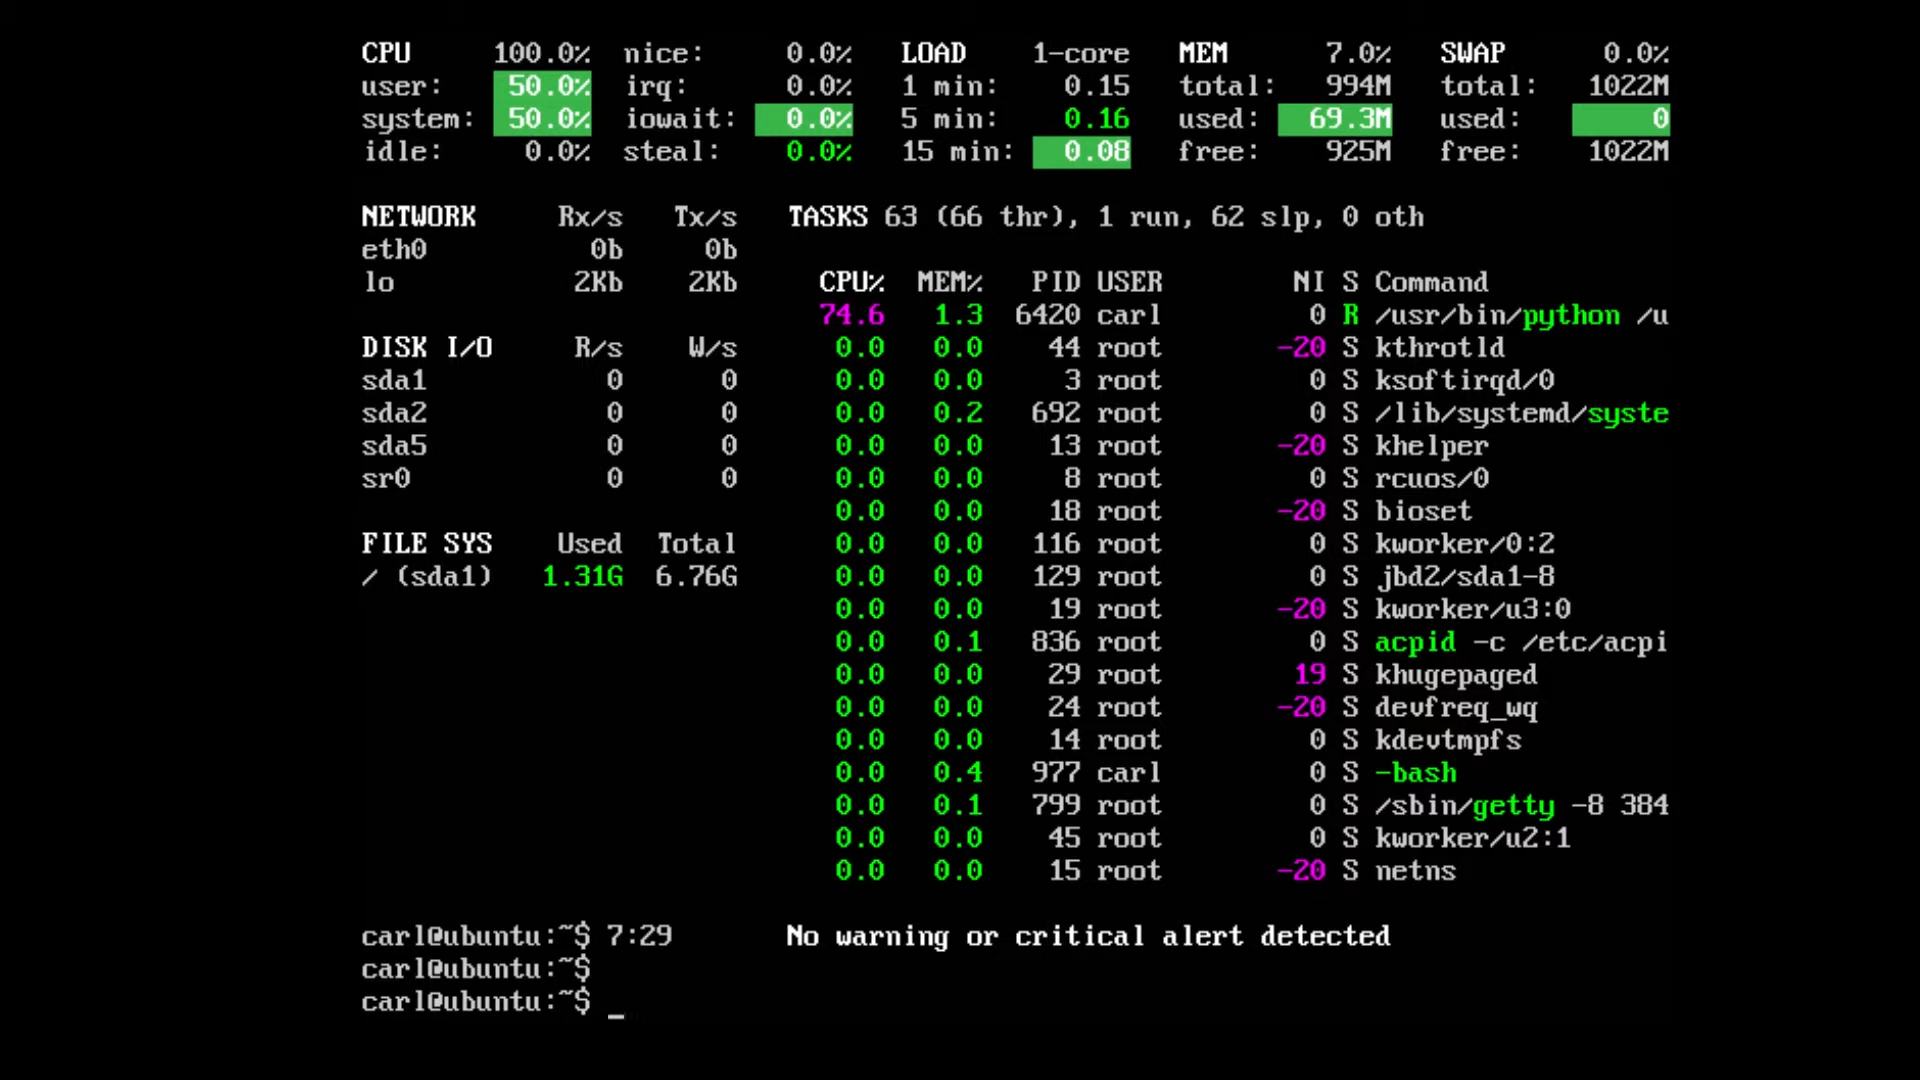 CPU 100.0% nice: 0.0% LOAD 1-core MEM 7.0% SWAP 0.0%
user: 50.0% irq: 0.0% 1 min: 0.15 total: 994M total: 1022M
system: 50.0% iowait: 0.0% 5 min: 0.16 used: 69.3M used: 0
idle: 0.0% steal: 0.0% 15 min: 0.08 free: 925M free: 1022M
NETWORK Rx/s Tx/s TASKS 63 (66 thr), 1 run, 62 slp, 0 oth
eth0 0b 0b
lo 2Kb 2Kb CPU% MEM% PID USER NI S Command
74.6 1.3 6420 carl 0 R /usr/bin/python /u
DISK I/O R/s W/s 0.0 0.0 44 root -20 S kthrotld
sda1 0 0 0.0 0.0 3 root 0 S ksoftirqd/0
sda2 0 0 0.0 0.2 692 root 0 S /lib/systemd/syste
sda5 0 0 0.0 0.0 13 root -20 S khelper
sr0 0 0 0.0 0.0 8 root 0 S rcuos/0
0.0 0.0 18 root -20 S bioset
FILE SYS Used Total 0.0 0.0 116 root 0 S kworker/0:2
/ (sda1) 1.31G 6.76G 0.0 0.0 129 root 0 S jbd2/sda1-8
0.0 0.0 19 root -20 S kworker/u3:0
0.0 0.1 836 root 0 S acpid -c /etc/acpi
0.0 0.0 29 root 19 S khugepaged
0.0 0.0 24 root -20 S devfreq_wq
0.0 0.0 14 root 0 S kdevtmpfs
0.0 0.4 977 carl 0 S -bash
0.0 0.1 799 root 0 S /sbin/getty -8 384
0.0 0.0 45 root 0 S kworker/u2:1
0.0 0.0 15 root -20 S netns
carl@ubuntu:~$ 7:29 No warning or critical alert detected
carl@ubuntu:~$
carl@ubuntu:~$ _